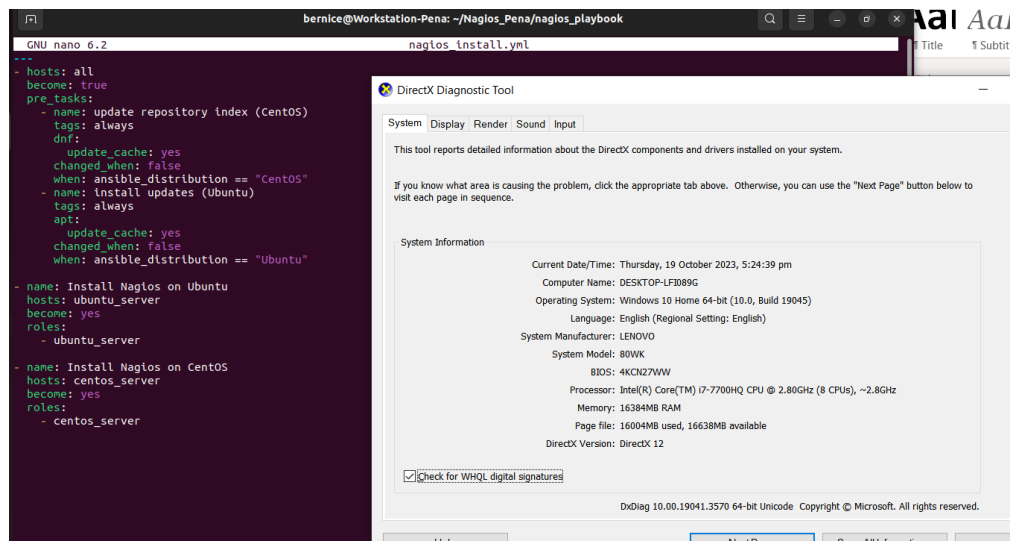 bernice@Workstation-Pena: ~/Nagios_Pena/nagios_playbook
GNU nano 6.2 nagios_install.yml
---
- hosts: all
become: true
pre_tasks:
- name: update repository index (CentOS)
tags: always
dnf:
update_cache: yes
changed_when: false
when: ansible_distribution == "CentOS"
- name: install updates (Ubuntu)
tags: always
apt:
update_cache: yes
changed_when: false
when: ansible_distribution == "Ubuntu"
- name: Install Nagios on Ubuntu
hosts: ubuntu_server
become: yes
roles:
- ubuntu_server
- name: Install Nagios on CentOS
hosts: centos_server
become: yes
roles:
- centos_server
¶ Title ¶ Subtit
DirectX Diagnostic Tool
System Display Render Sound Input
This tool reports detailed information about the DirectX components and drivers installed on your system.
If you know what area is causing the problem, click the appropriate tab above. Otherwise, you can use the "Next Page" button below to
visit each page in sequence.
System Information
Current Date/Time: Thursday, 19 October 2023, 5:24:39 pm
Computer Name: DESKTOP-LFI089G
Operating System: Windows 10 Home 64-bit (10.0, Build 19045)
Language: English (Regional Setting: English)
System Manufacturer: LENOVO
System Model: 80WK
BIOS: 4KCN27WW
Processor: Intel(R) Core(TM) i7-7700HQ CPU @ 2.80GHz (8 CPUs), ~2.8GHz
Memory: 16384MB RAM
Page file: 16004MB used, 16638MB available
DirectX Version: DirectX 12
Check for WHQL digital signatures
DxDiag 10.00.19041.3570 64-bit Unicode Copyright © Microsoft. All rights reserved.